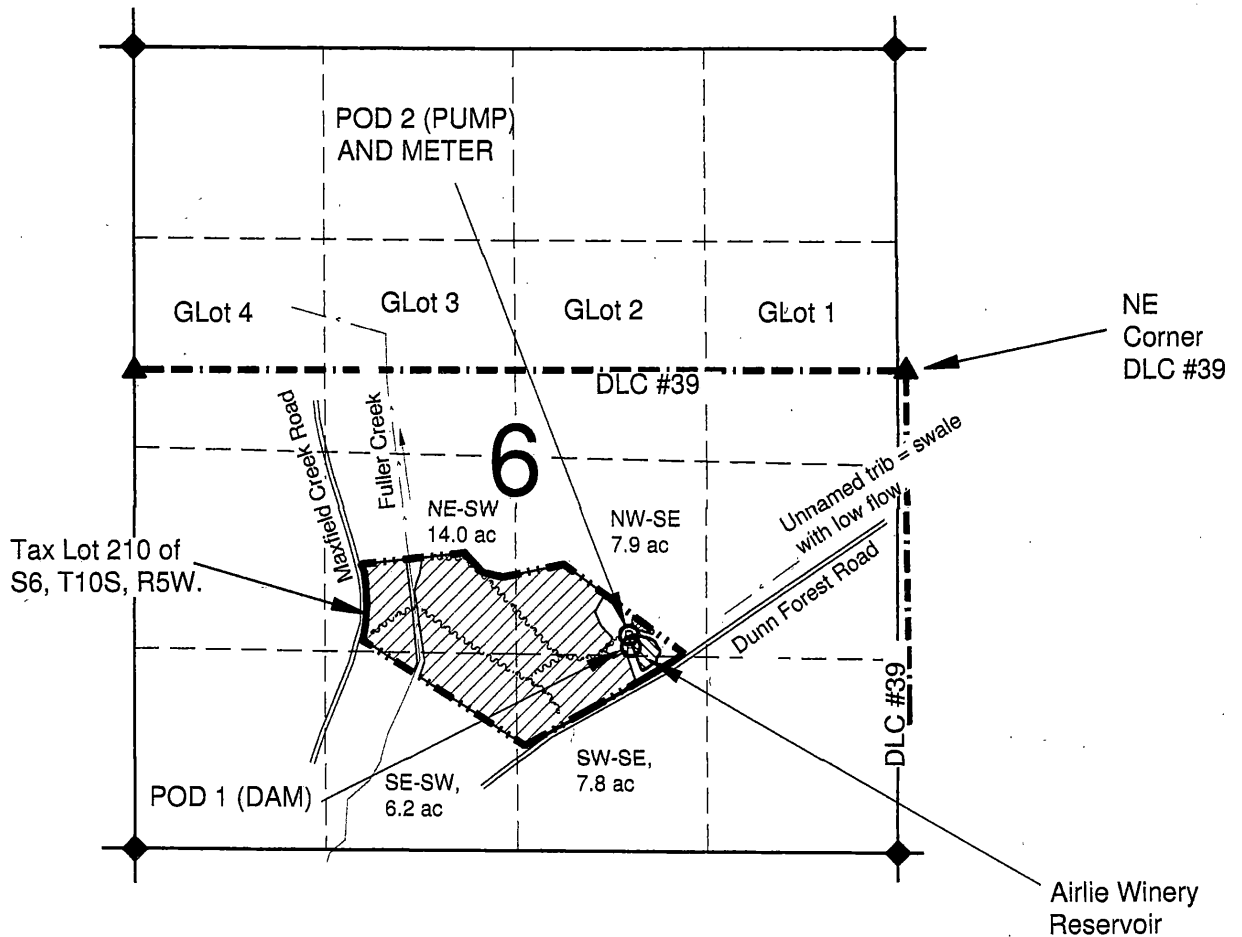 POD 2 (PUMP)
AND METER
GLot 4
GLot 3
GLot 2
GLot 1
NE
Corner
DLC #39
DLC #39
Maxfield Creek Road
Fuller Creek
6
Unnamed trib = swale
with low flow
Dunn Forest Road
NE-SW
14.0 ac
NW-SE
7.9 ac
Tax Lot 210 of
S6, T10S, R5W.
DLC #39
SW-SE,
7.8 ac
SE-SW,
6.2 ac
POD 1 (DAM)
Airlie Winery
Reservoir